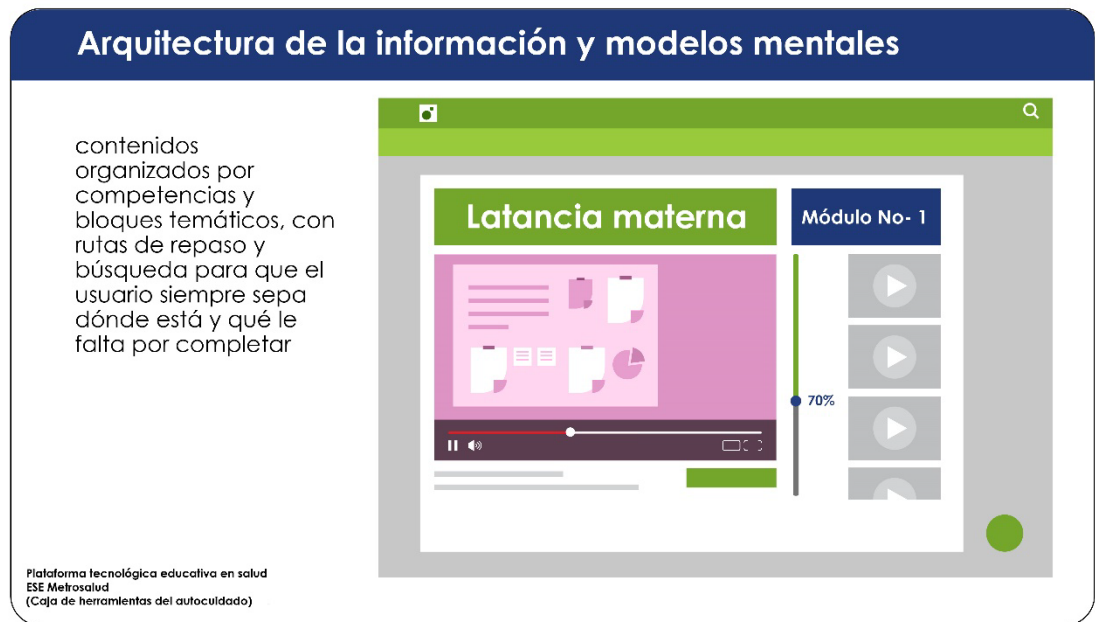 Arquitectura de la información y modelos mentales
contenidos
organizados por
competencias y
bloques temáticos, con
rutas de repaso y
búsqueda para que el
usuario siempre sepa
dónde está y qué le
falta por completar
Latancia materna
Módulo No- 1
70%
Plataforma tecnológica educativa en salud
ESE Metrosalud
(Caja de herramientas del autocuidado)